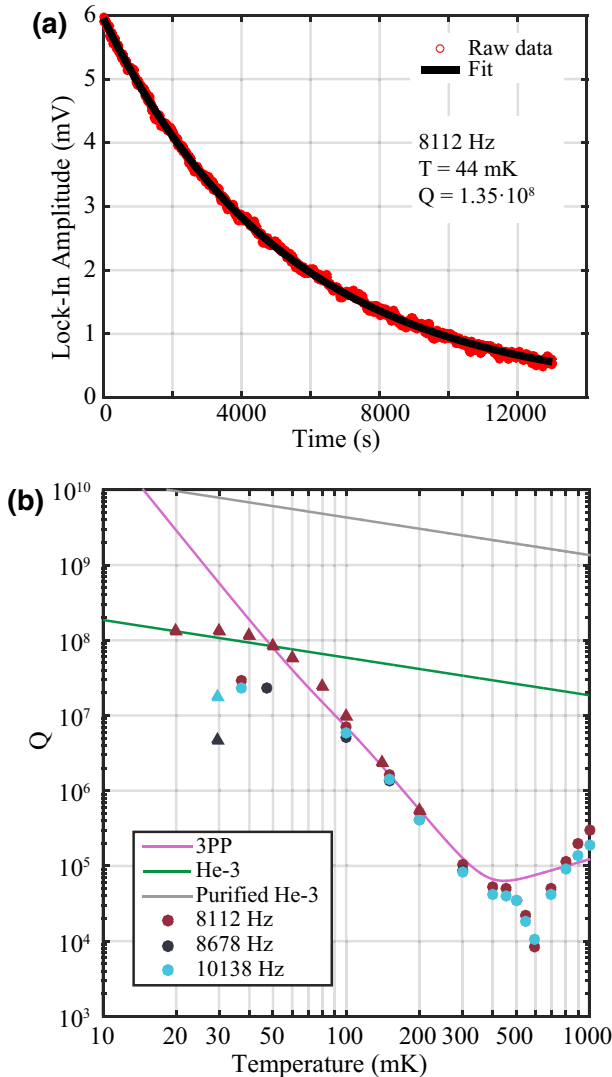 (a)
6
5
4
3
2
1
0
Lock-In Amplitude (mV)
Raw data
Fit
8112 Hz
T = 44 mK
Q = 1.35·10⁸
0 4000 8000 12000
Time (s)
(b)
10¹⁰
10⁹
10⁸
10⁷
10⁶
10⁵
10⁴
10³
Q
3PP
He-3
Purified He-3
8112 Hz
8678 Hz
10138 Hz
10 20 30 50 100 200 300 500 1000
Temperature (mK)